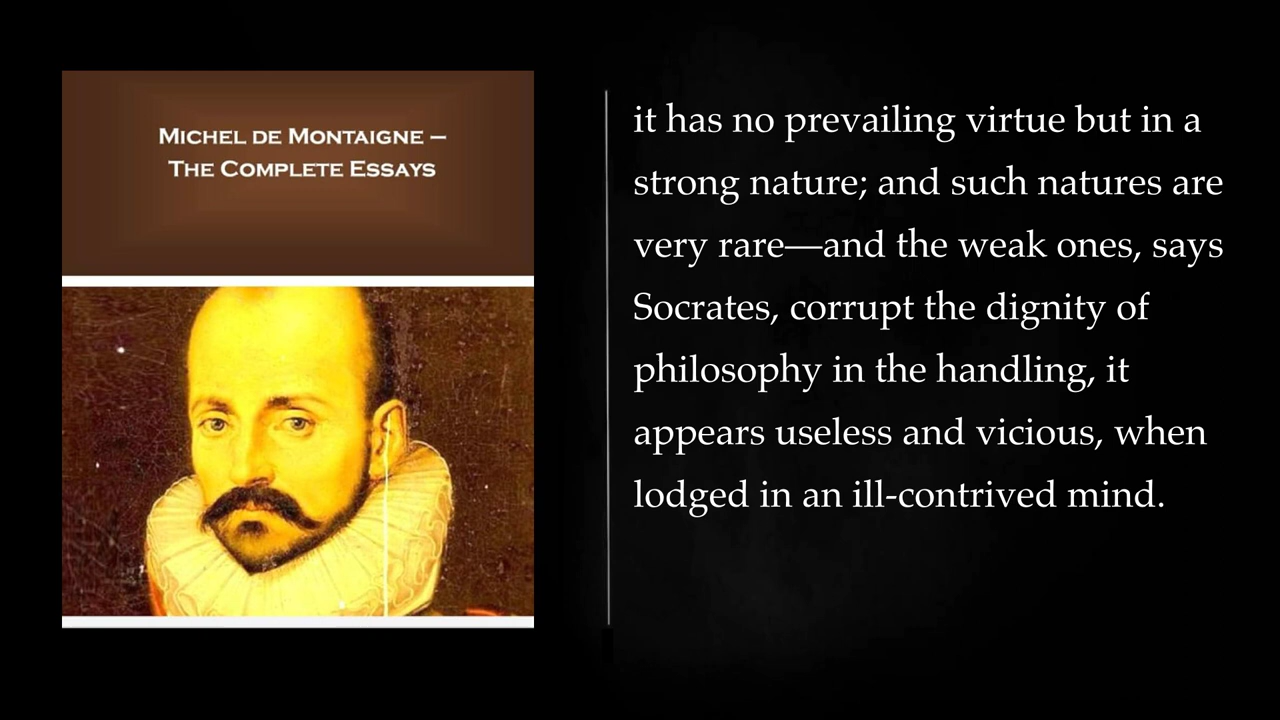 MICHEL DE MONTAIGNE –
THE COMPLETE ESSAYS
it has no prevailing virtue but in a
strong nature; and such natures are
very rare—and the weak ones, says
Socrates, corrupt the dignity of
philosophy in the handling, it
appears useless and vicious, when
lodged in an ill-contrived mind.